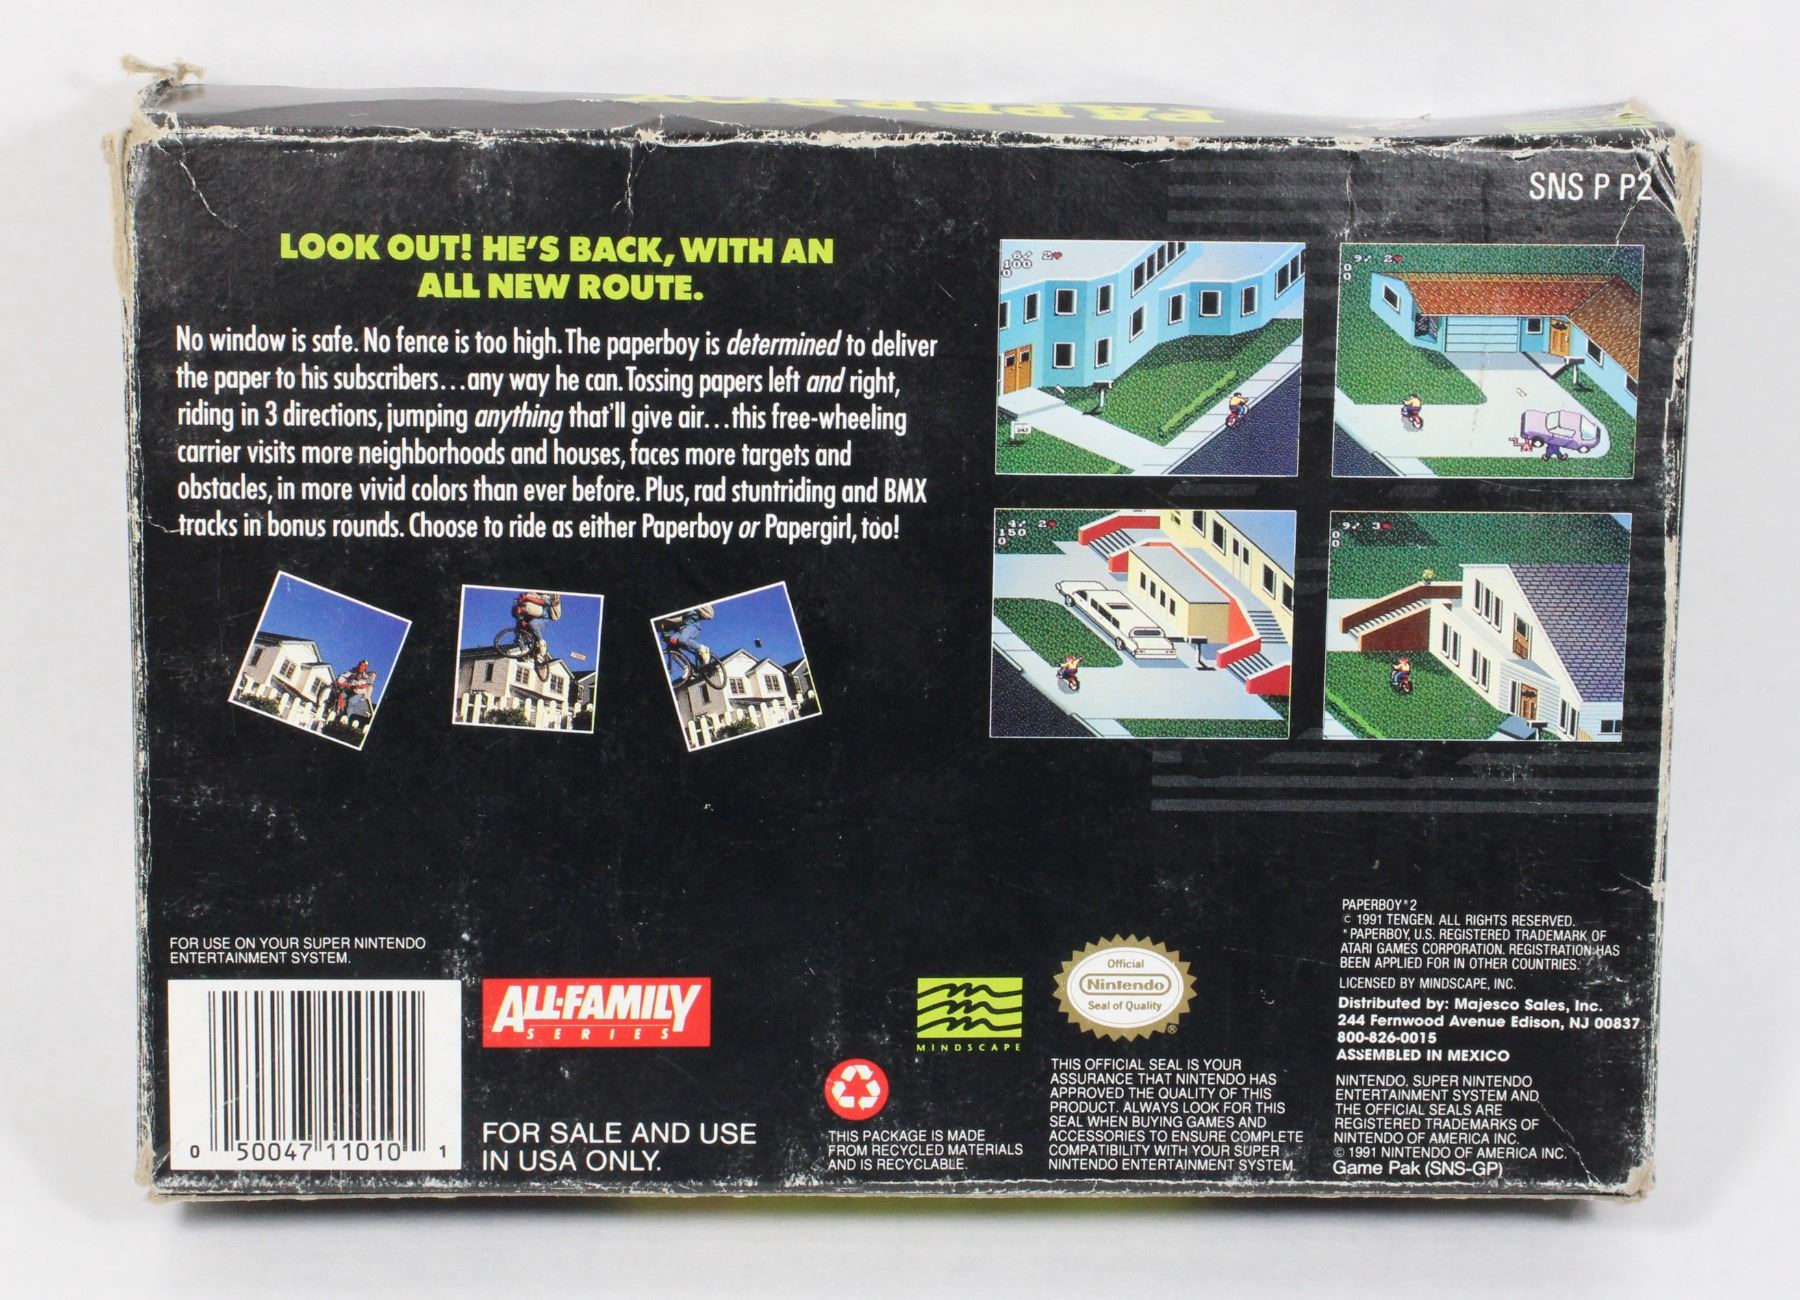 PAPERBOY
SNS P P2
LOOK OUT! HE'S BACK, WITH AN
ALL NEW ROUTE.
No window is safe. No fence is too high. The paperboy is determined to deliver
the paper to his subscribers...any way he can. Tossing papers left and right,
riding in 3 directions, jumping anything that'll give air...this free-wheeling
carrier visits more neighborhoods and houses, faces more targets and
obstacles, in more vivid colors than ever before. Plus, rad stuntriding and BMX
tracks in bonus rounds. Choose to ride as either Paperboy or Papergirl, too!
FOR USE ON YOUR SUPER NINTENDO
ENTERTAINMENT SYSTEM.
0 50047 11010 1
ALL-FAMILY
SERIES
FOR SALE AND USE
IN USA ONLY.
MINDSCAPE
THIS PACKAGE IS MADE
FROM RECYCLED MATERIALS
AND IS RECYCLABLE.
Official
Nintendo
Seal of Quality
®
THIS OFFICIAL SEAL IS YOUR
ASSURANCE THAT NINTENDO HAS
APPROVED THE QUALITY OF THIS
PRODUCT. ALWAYS LOOK FOR THIS
SEAL WHEN BUYING GAMES AND
ACCESSORIES TO ENSURE COMPLETE
COMPATIBILITY WITH YOUR SUPER
NINTENDO ENTERTAINMENT SYSTEM.
PAPERBOY* 2
© 1991 TENGEN. ALL RIGHTS RESERVED.
* PAPERBOY, U.S. REGISTERED TRADEMARK OF
ATARI GAMES CORPORATION. REGISTRATION HAS
BEEN APPLIED FOR IN OTHER COUNTRIES.
LICENSED BY MINDSCAPE, INC.
Distributed by: Majesco Sales, Inc.
244 Fernwood Avenue Edison, NJ 00837
800-826-0015
ASSEMBLED IN MEXICO
NINTENDO, SUPER NINTENDO
ENTERTAINMENT SYSTEM AND
THE OFFICIAL SEALS ARE
REGISTERED TRADEMARKS OF
NINTENDO OF AMERICA INC.
© 1991 NINTENDO OF AMERICA INC.
Game Pak (SNS-GP)